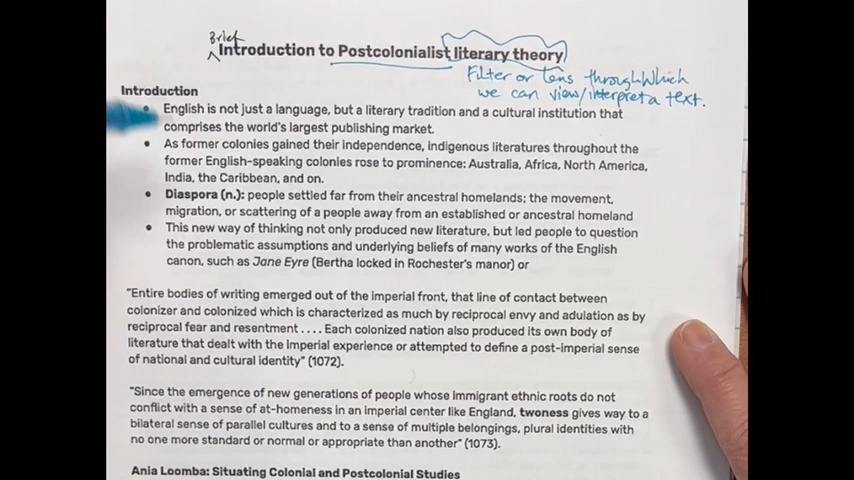 Brief
Introduction to Postcolonialist literary theory
Filter or lens through which
we can view/interpret a text.
Introduction
• English is not just a language, but a literary tradition and a cultural institution that
comprises the world's largest publishing market.
• As former colonies gained their independence, indigenous literatures throughout the
former English-speaking colonies rose to prominence: Australia, Africa, North America,
India, the Caribbean, and on.
• Diaspora (n.): people settled far from their ancestral homelands; the movement,
migration, or scattering of a people away from an established or ancestral homeland
• This new way of thinking not only produced new literature, but led people to question
the problematic assumptions and underlying beliefs of many works of the English
canon, such as Jane Eyre (Bertha locked in Rochester's manor) or
"Entire bodies of writing emerged out of the imperial front, that line of contact between
colonizer and colonized which is characterized as much by reciprocal envy and adulation as by
reciprocal fear and resentment . . . . Each colonized nation also produced its own body of
literature that dealt with the imperial experience or attempted to define a post-imperial sense
of national and cultural identity" (1072).
"Since the emergence of new generations of people whose immigrant ethnic roots do not
conflict with a sense of at-homeness in an imperial center like England, twoness gives way to a
bilateral sense of parallel cultures and to a sense of multiple belongings, plural identities with
no one more standard or normal or appropriate than another" (1073).
Ania Loomba: Situating Colonial and Postcolonial Studies